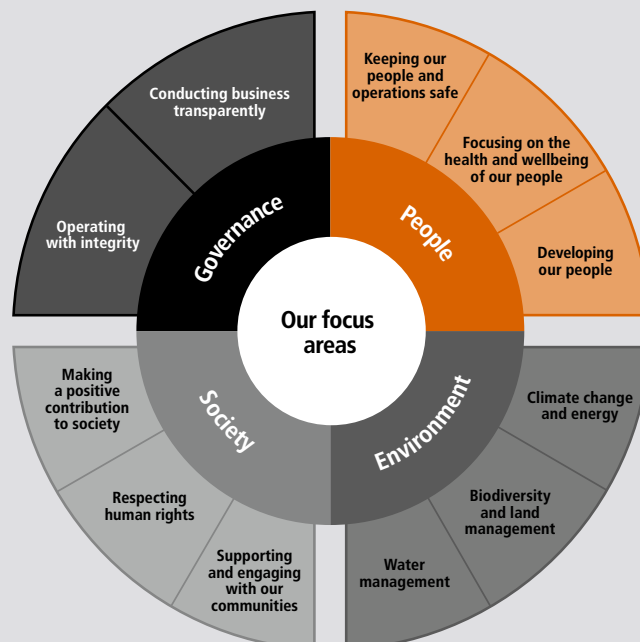 Keeping our
people and
operations safe
Conducting business
transparently
Focusing on the
health and wellbeing
of our people
Governance
People
Operating
with integrity
Developing
our people
Our focus
areas
Making
a positive
contribution
to society
Society
Environment
Climate change
and energy
Respecting
human rights
Biodiversity
and land
management
Supporting
and engaging
with our
communities
Water
management